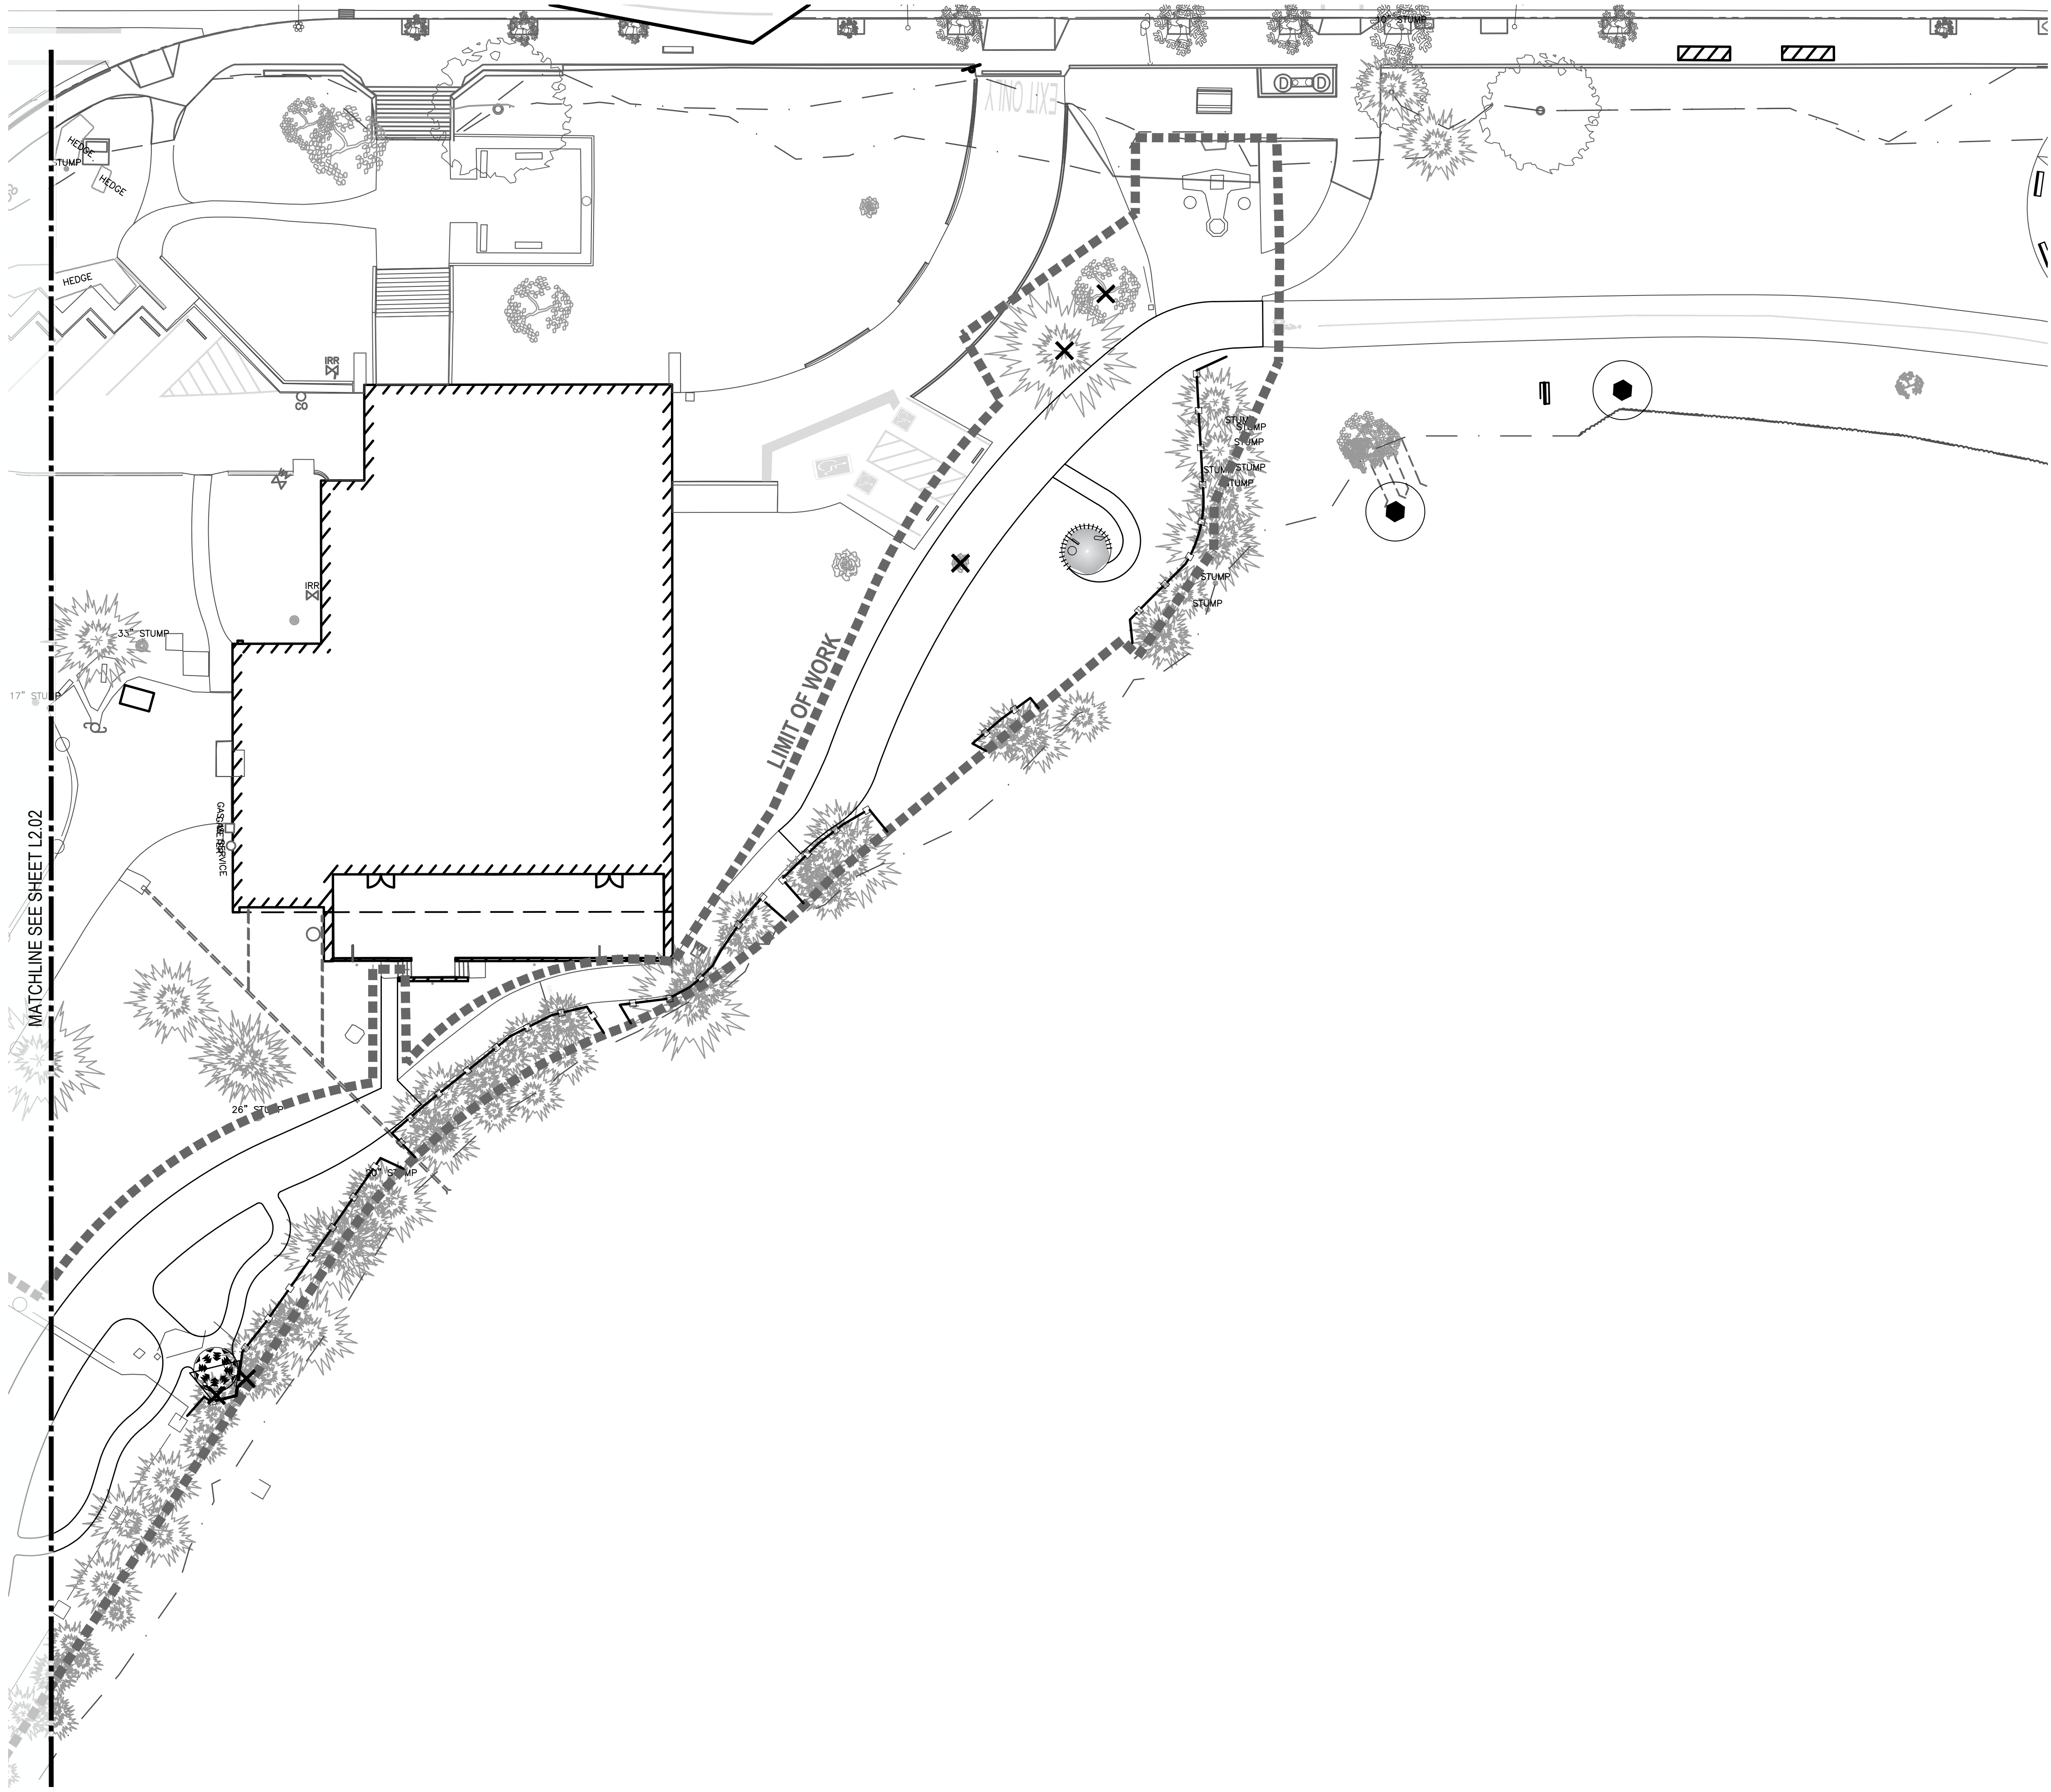 10" STUMP
EXIT ONLY
D D
HEDGE
STUMP
HEDGE
HEDGE
IRR
CO
STUMP
STUMP
STUMP
STUMP
STUMP
IRR
STUMP
STUMP
33" STUMP
17" STUMP
LIMIT OF WORK
MATCHLINE SEE SHEET L2.02
26" STUMP